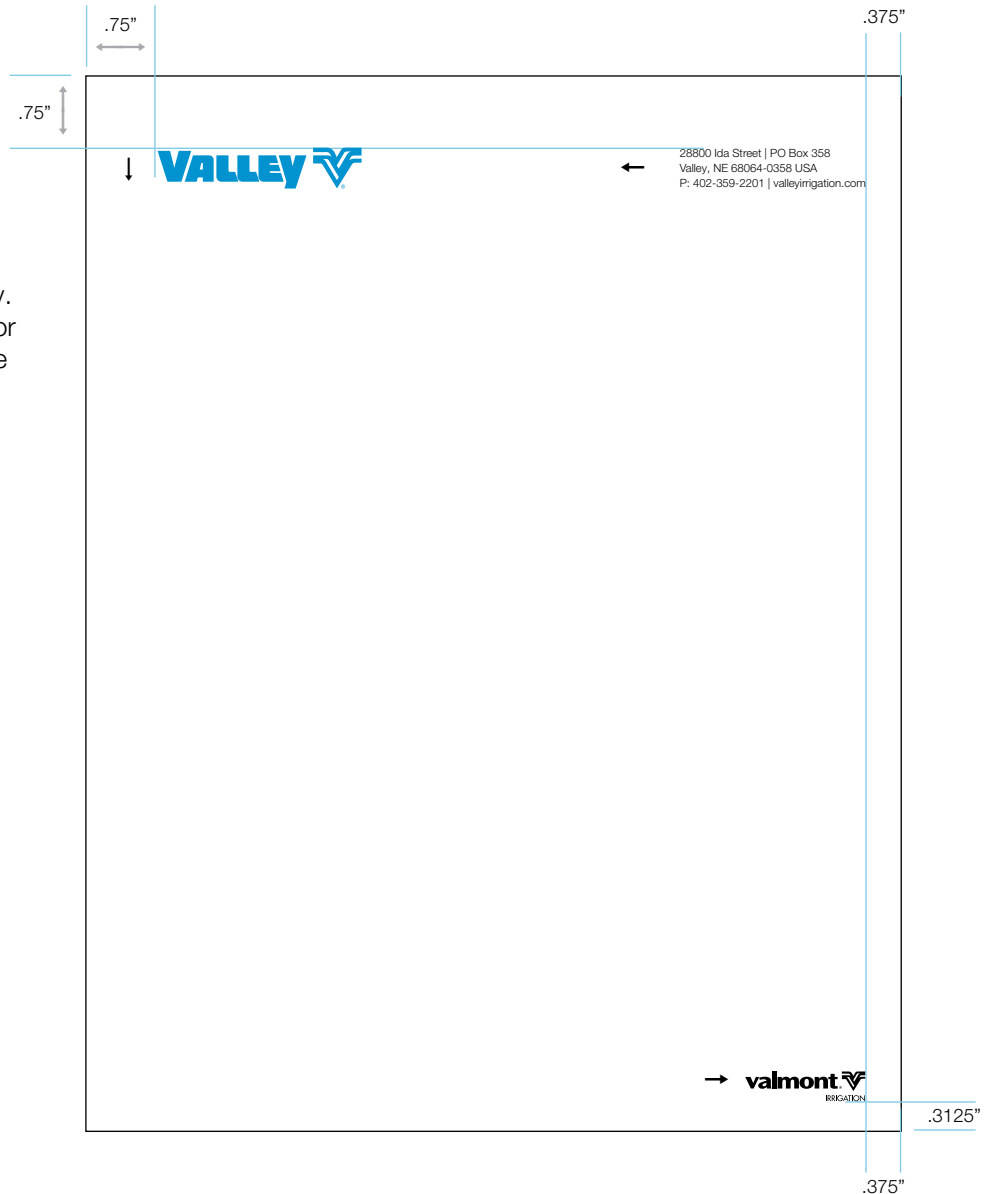 .75”
.375”
.75”
VALLEY
28800 Ida Street | PO Box 358
Valley, NE 68064-0358 USA
P: 402-359-2201 | valleyirrigation.com
y.
or
e
valmont
IRRIGATION
.3125”
.375”